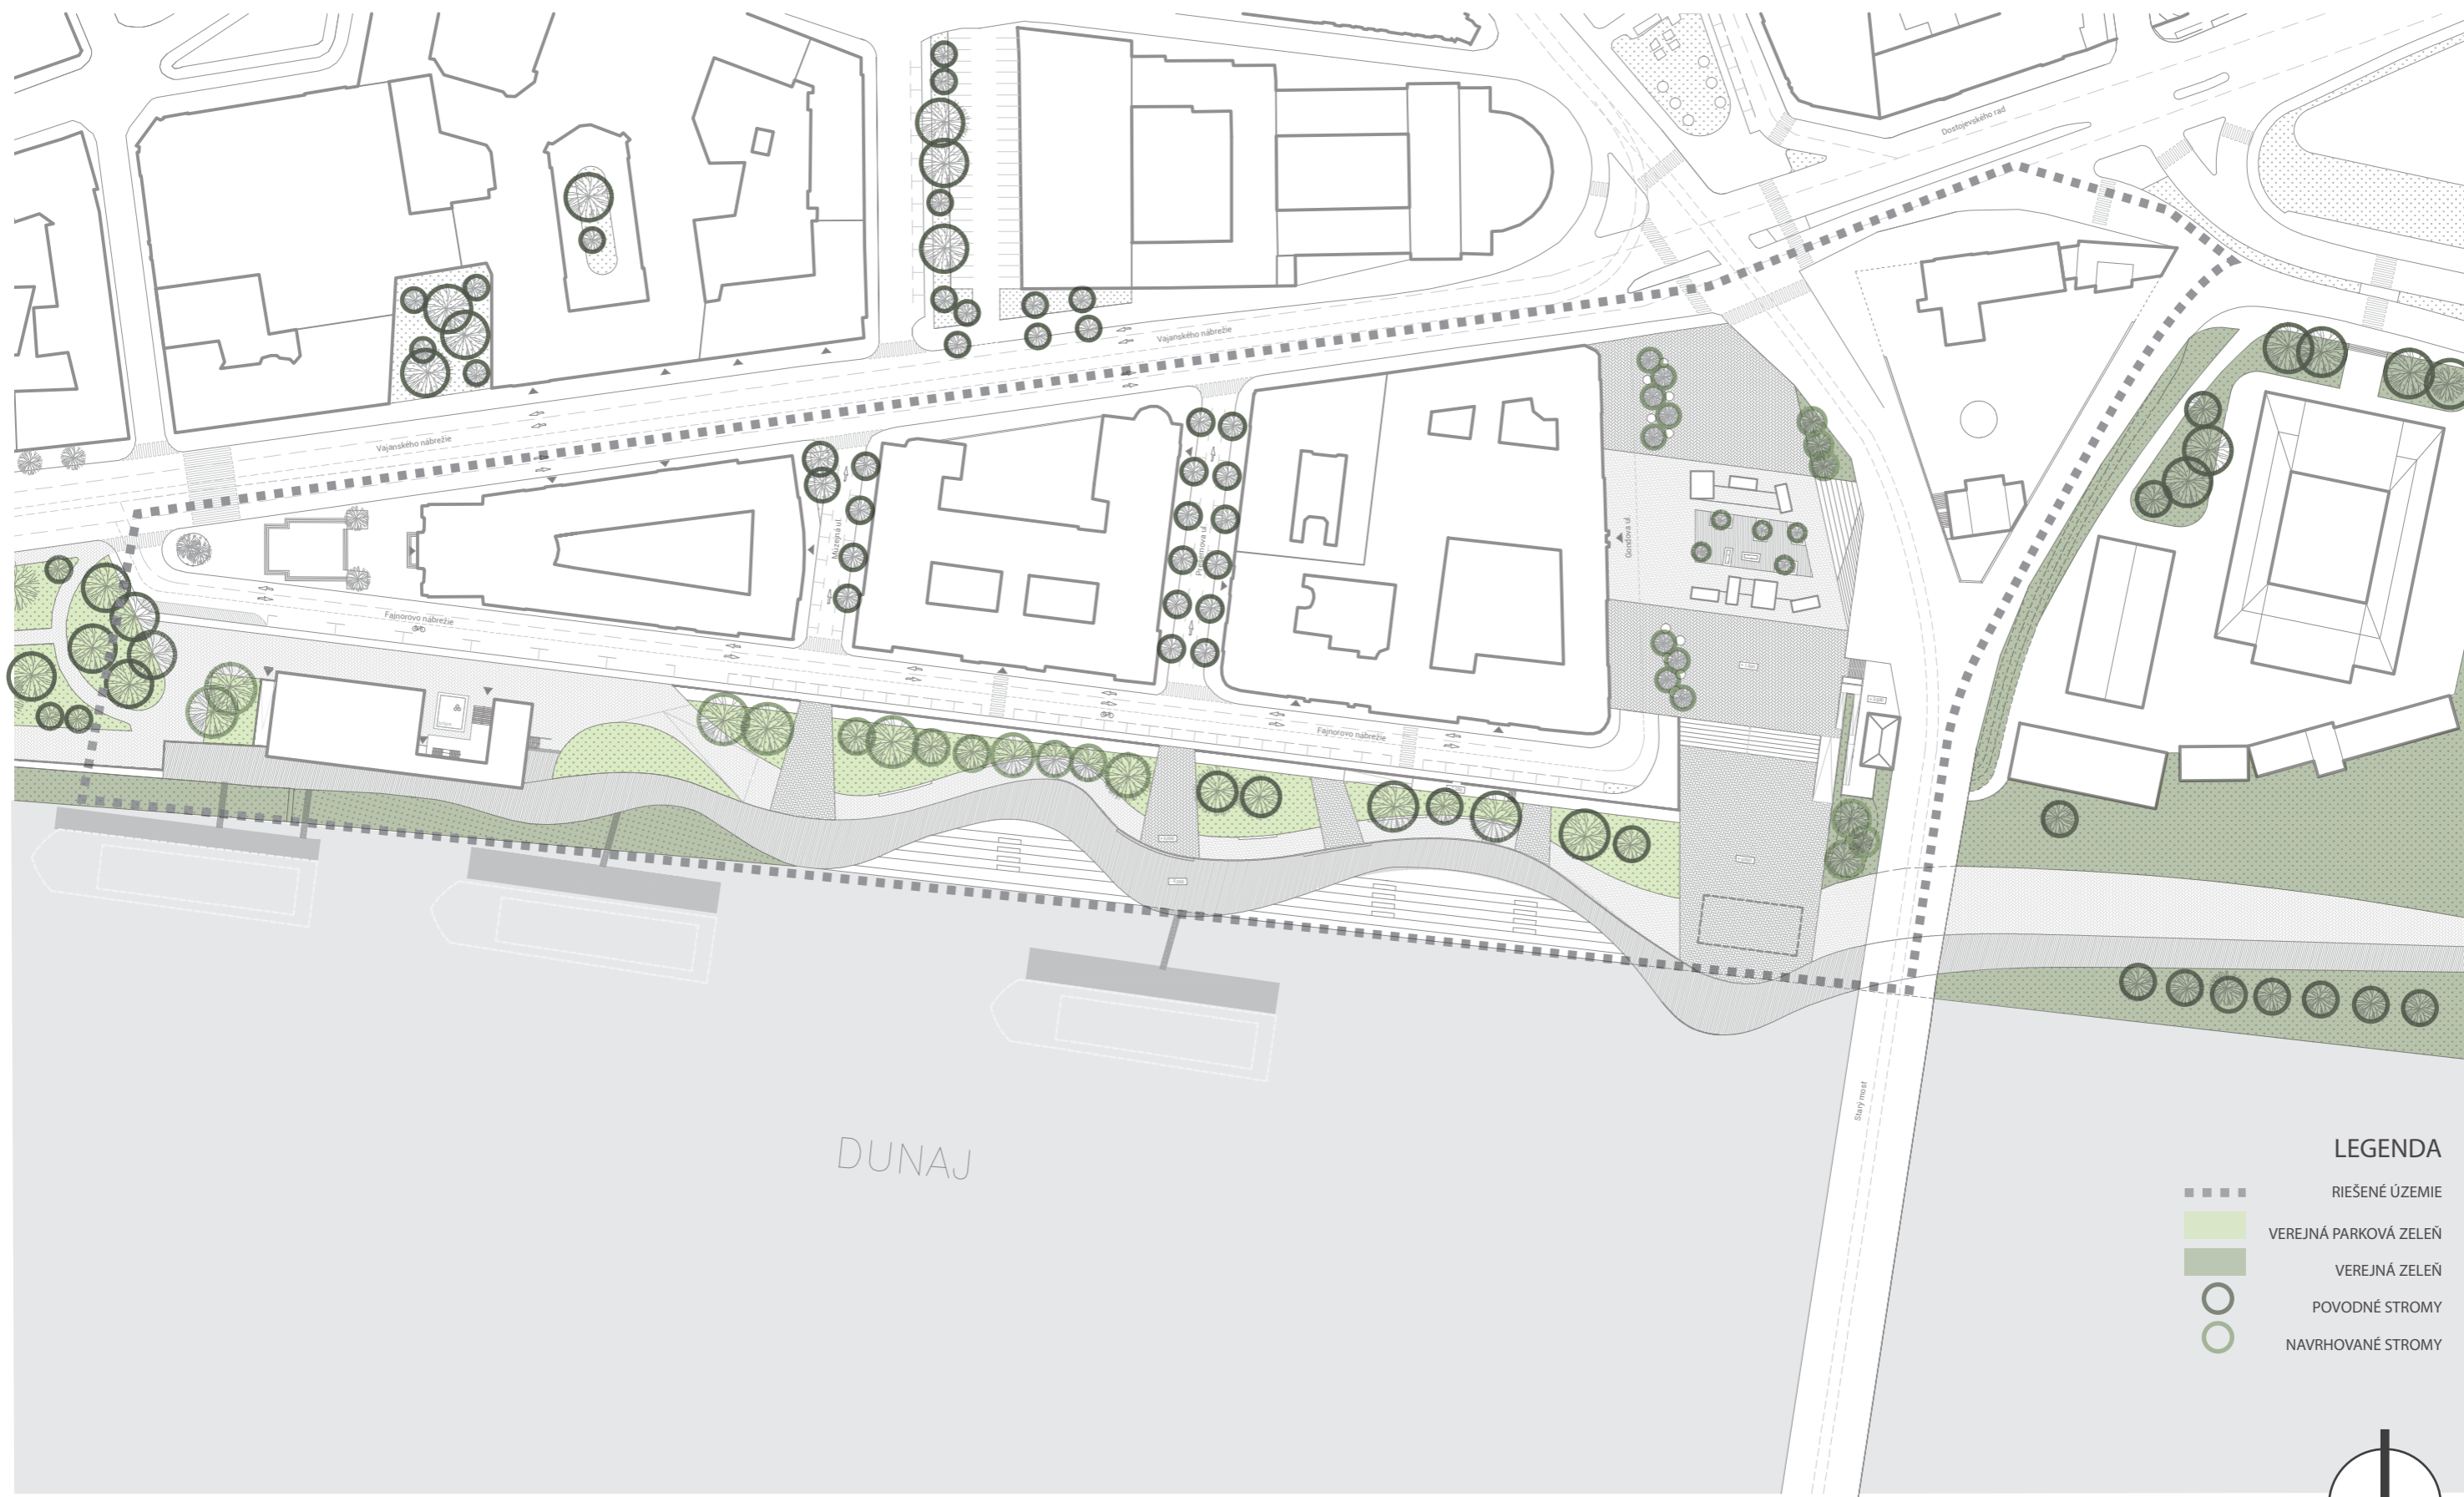 Dostojevského rad
Vajanského nábrežie
Vajanského nábrežie
Múzejná ul.
Gondova ul.
Fajnorovo nábrežie
Fajnorovo nábrežie
Starý most
DUNAJ
LEGENDA
RIEŠENÉ ÚZEMIE
VEREJNÁ PARKOVÁ ZELEŇ
VEREJNÁ ZELEŇ
POVODNÉ STROMY
NAVRHOVANÉ STROMY